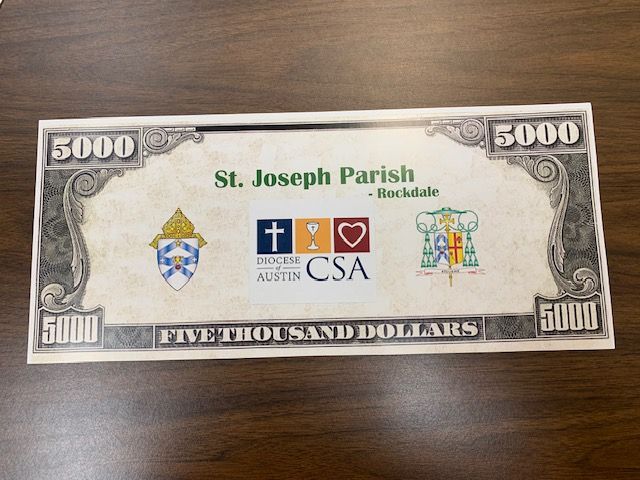 5000 5000
St. Joseph Parish
- Rockdale
DIOCESE
of
AUSTIN CSA
5000 FIVE THOUSAND DOLLARS 5000